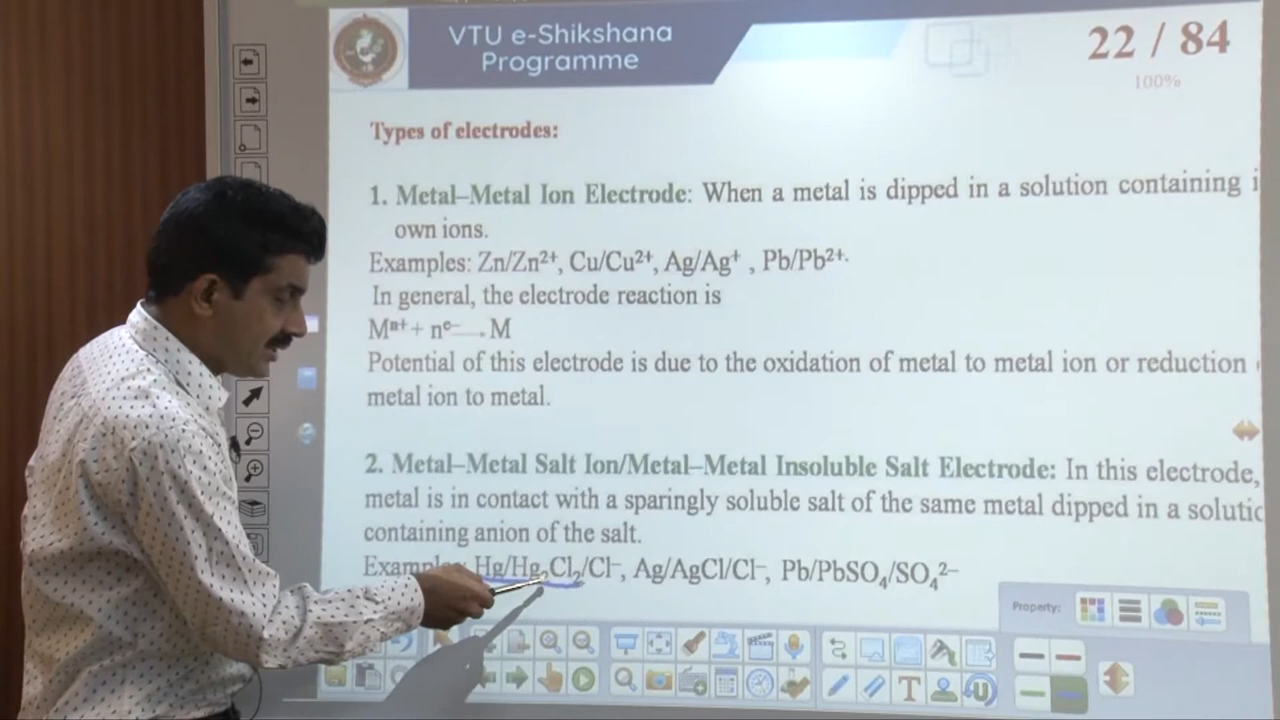 VTU e-Shikshana
Programme
22 / 84
100%
Types of electrodes:
1. Metal–Metal Ion Electrode: When a metal is dipped in a solution containing
own ions.
Examples: Zn/Zn²⁺, Cu/Cu²⁺, Ag/Ag⁺ , Pb/Pb²⁺.
In general, the electrode reaction is
Mⁿ⁺ + nᵉ⁻ → M
Potential of this electrode is due to the oxidation of metal to metal ion or reduction
metal ion to metal.
2. Metal–Metal Salt Ion/Metal–Metal Insoluble Salt Electrode: In this electrode,
metal is in contact with a sparingly soluble salt of the same metal dipped in a
containing anion of the salt.
Hg/Hg₂Cl₂/Cl⁻, Ag/AgCl/Cl⁻, Pb/PbSO₄/SO₄²⁻
Property: